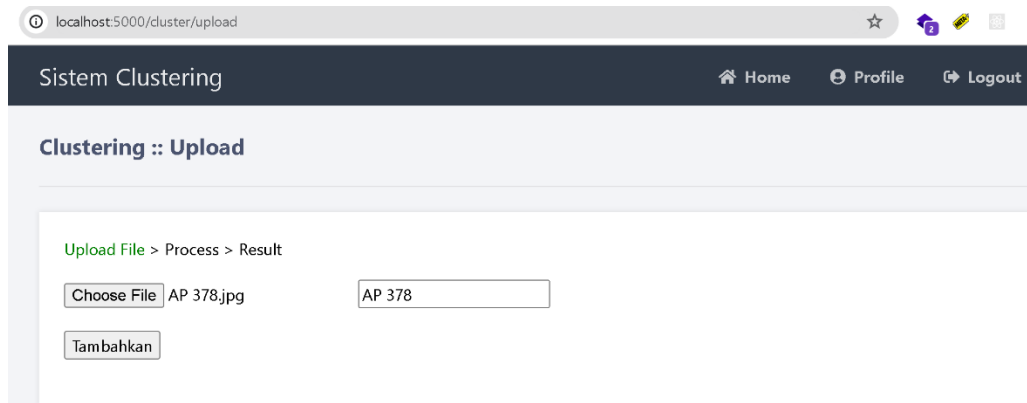 localhost:5000/cluster/upload
2
Sistem Clustering Home Profile Logout
Clustering :: Upload
Upload File > Process > Result
Choose File AP 378.jpg AP 378
Tambahkan